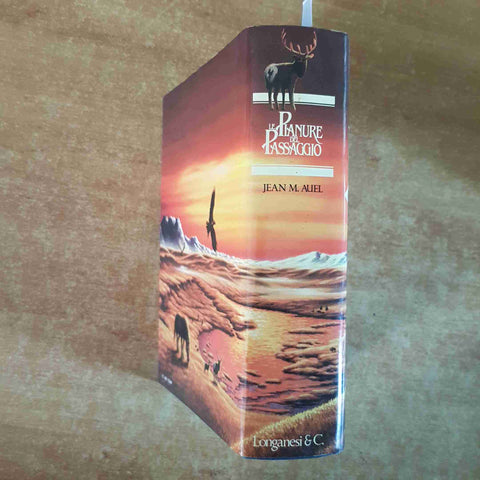 LE PIANURE
DEL
PASSAGGIO
JEAN M. AUEL
Longanesi & C.